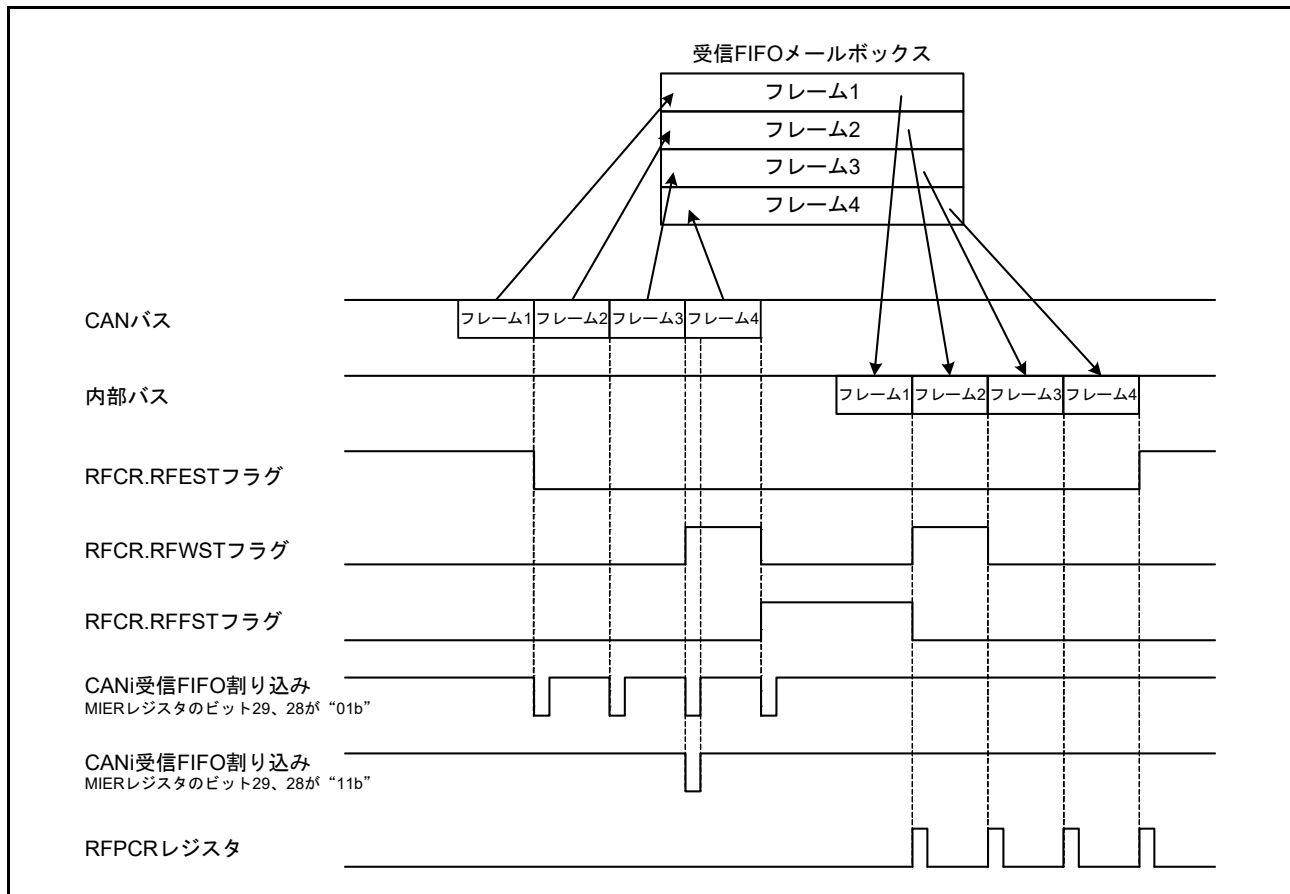 受信FIFOメールボックス
フレーム1
フレーム2
フレーム3
フレーム4
CANバス
フレーム1 フレーム2 フレーム3 フレーム4
内部バス
フレーム1 フレーム2 フレーム3 フレーム4
RFCR.RFESTフラグ
RFCR.RFWSTフラグ
RFCR.RFFSTフラグ
CANi受信FIFO割り込み
MIERレジスタのビット29、28が“01b”
CANi受信FIFO割り込み
MIERレジスタのビット29、28が“11b”
RFPCRレジスタ